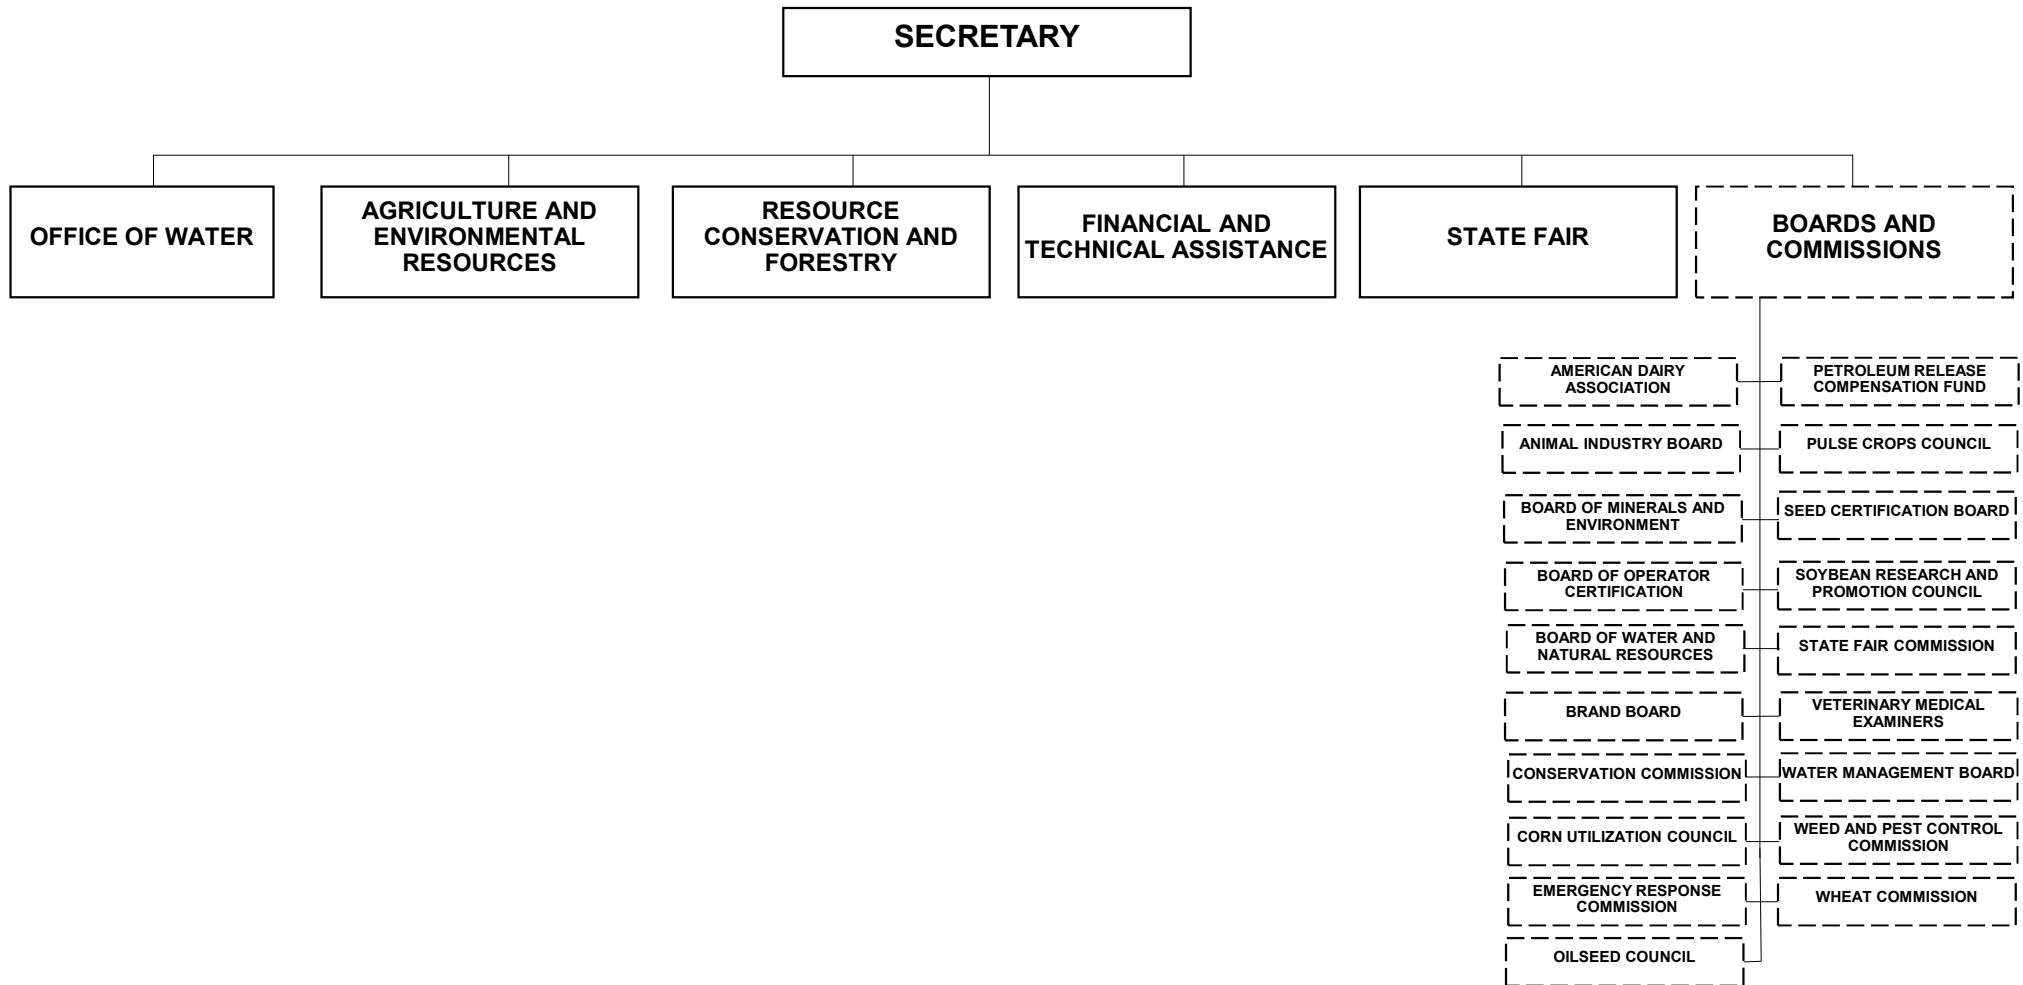 SECRETARY
OFFICE OF WATER
AGRICULTURE AND
ENVIRONMENTAL
RESOURCES
RESOURCE
CONSERVATION AND
FORESTRY
FINANCIAL AND
TECHNICAL ASSISTANCE
STATE FAIR
BOARDS AND
COMMISSIONS
AMERICAN DAIRY
ASSOCIATION
PETROLEUM RELEASE
COMPENSATION FUND
ANIMAL INDUSTRY BOARD
PULSE CROPS COUNCIL
BOARD OF MINERALS AND
ENVIRONMENT
SEED CERTIFICATION BOARD
BOARD OF OPERATOR
CERTIFICATION
SOYBEAN RESEARCH AND
PROMOTION COUNCIL
BOARD OF WATER AND
NATURAL RESOURCES
STATE FAIR COMMISSION
BRAND BOARD
VETERINARY MEDICAL
EXAMINERS
CONSERVATION COMMISSION
WATER MANAGEMENT BOARD
CORN UTILIZATION COUNCIL
WEED AND PEST CONTROL
COMMISSION
EMERGENCY RESPONSE
COMMISSION
WHEAT COMMISSION
OILSEED COUNCIL